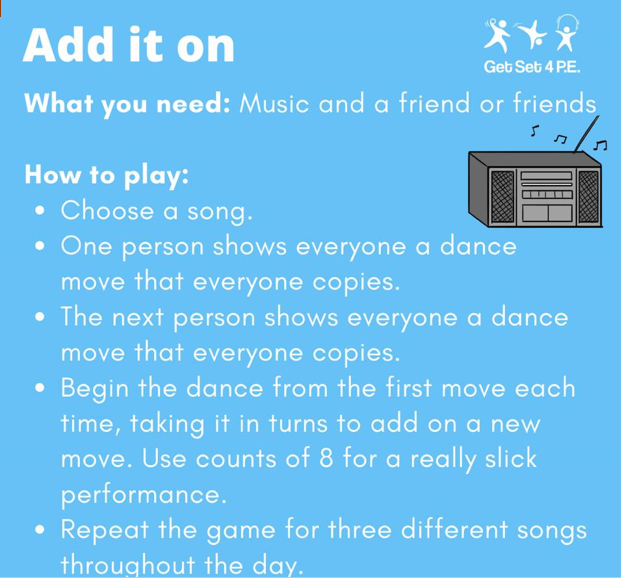 Add it on
Get Set 4 P.E.
What you need: Music and a friend or friends
How to play:
• Choose a song.
• One person shows everyone a dance
move that everyone copies.
• The next person shows everyone a dance
move that everyone copies.
• Begin the dance from the first move each
time, taking it in turns to add on a new
move. Use counts of 8 for a really slick
performance.
• Repeat the game for three different songs
throughout the day.